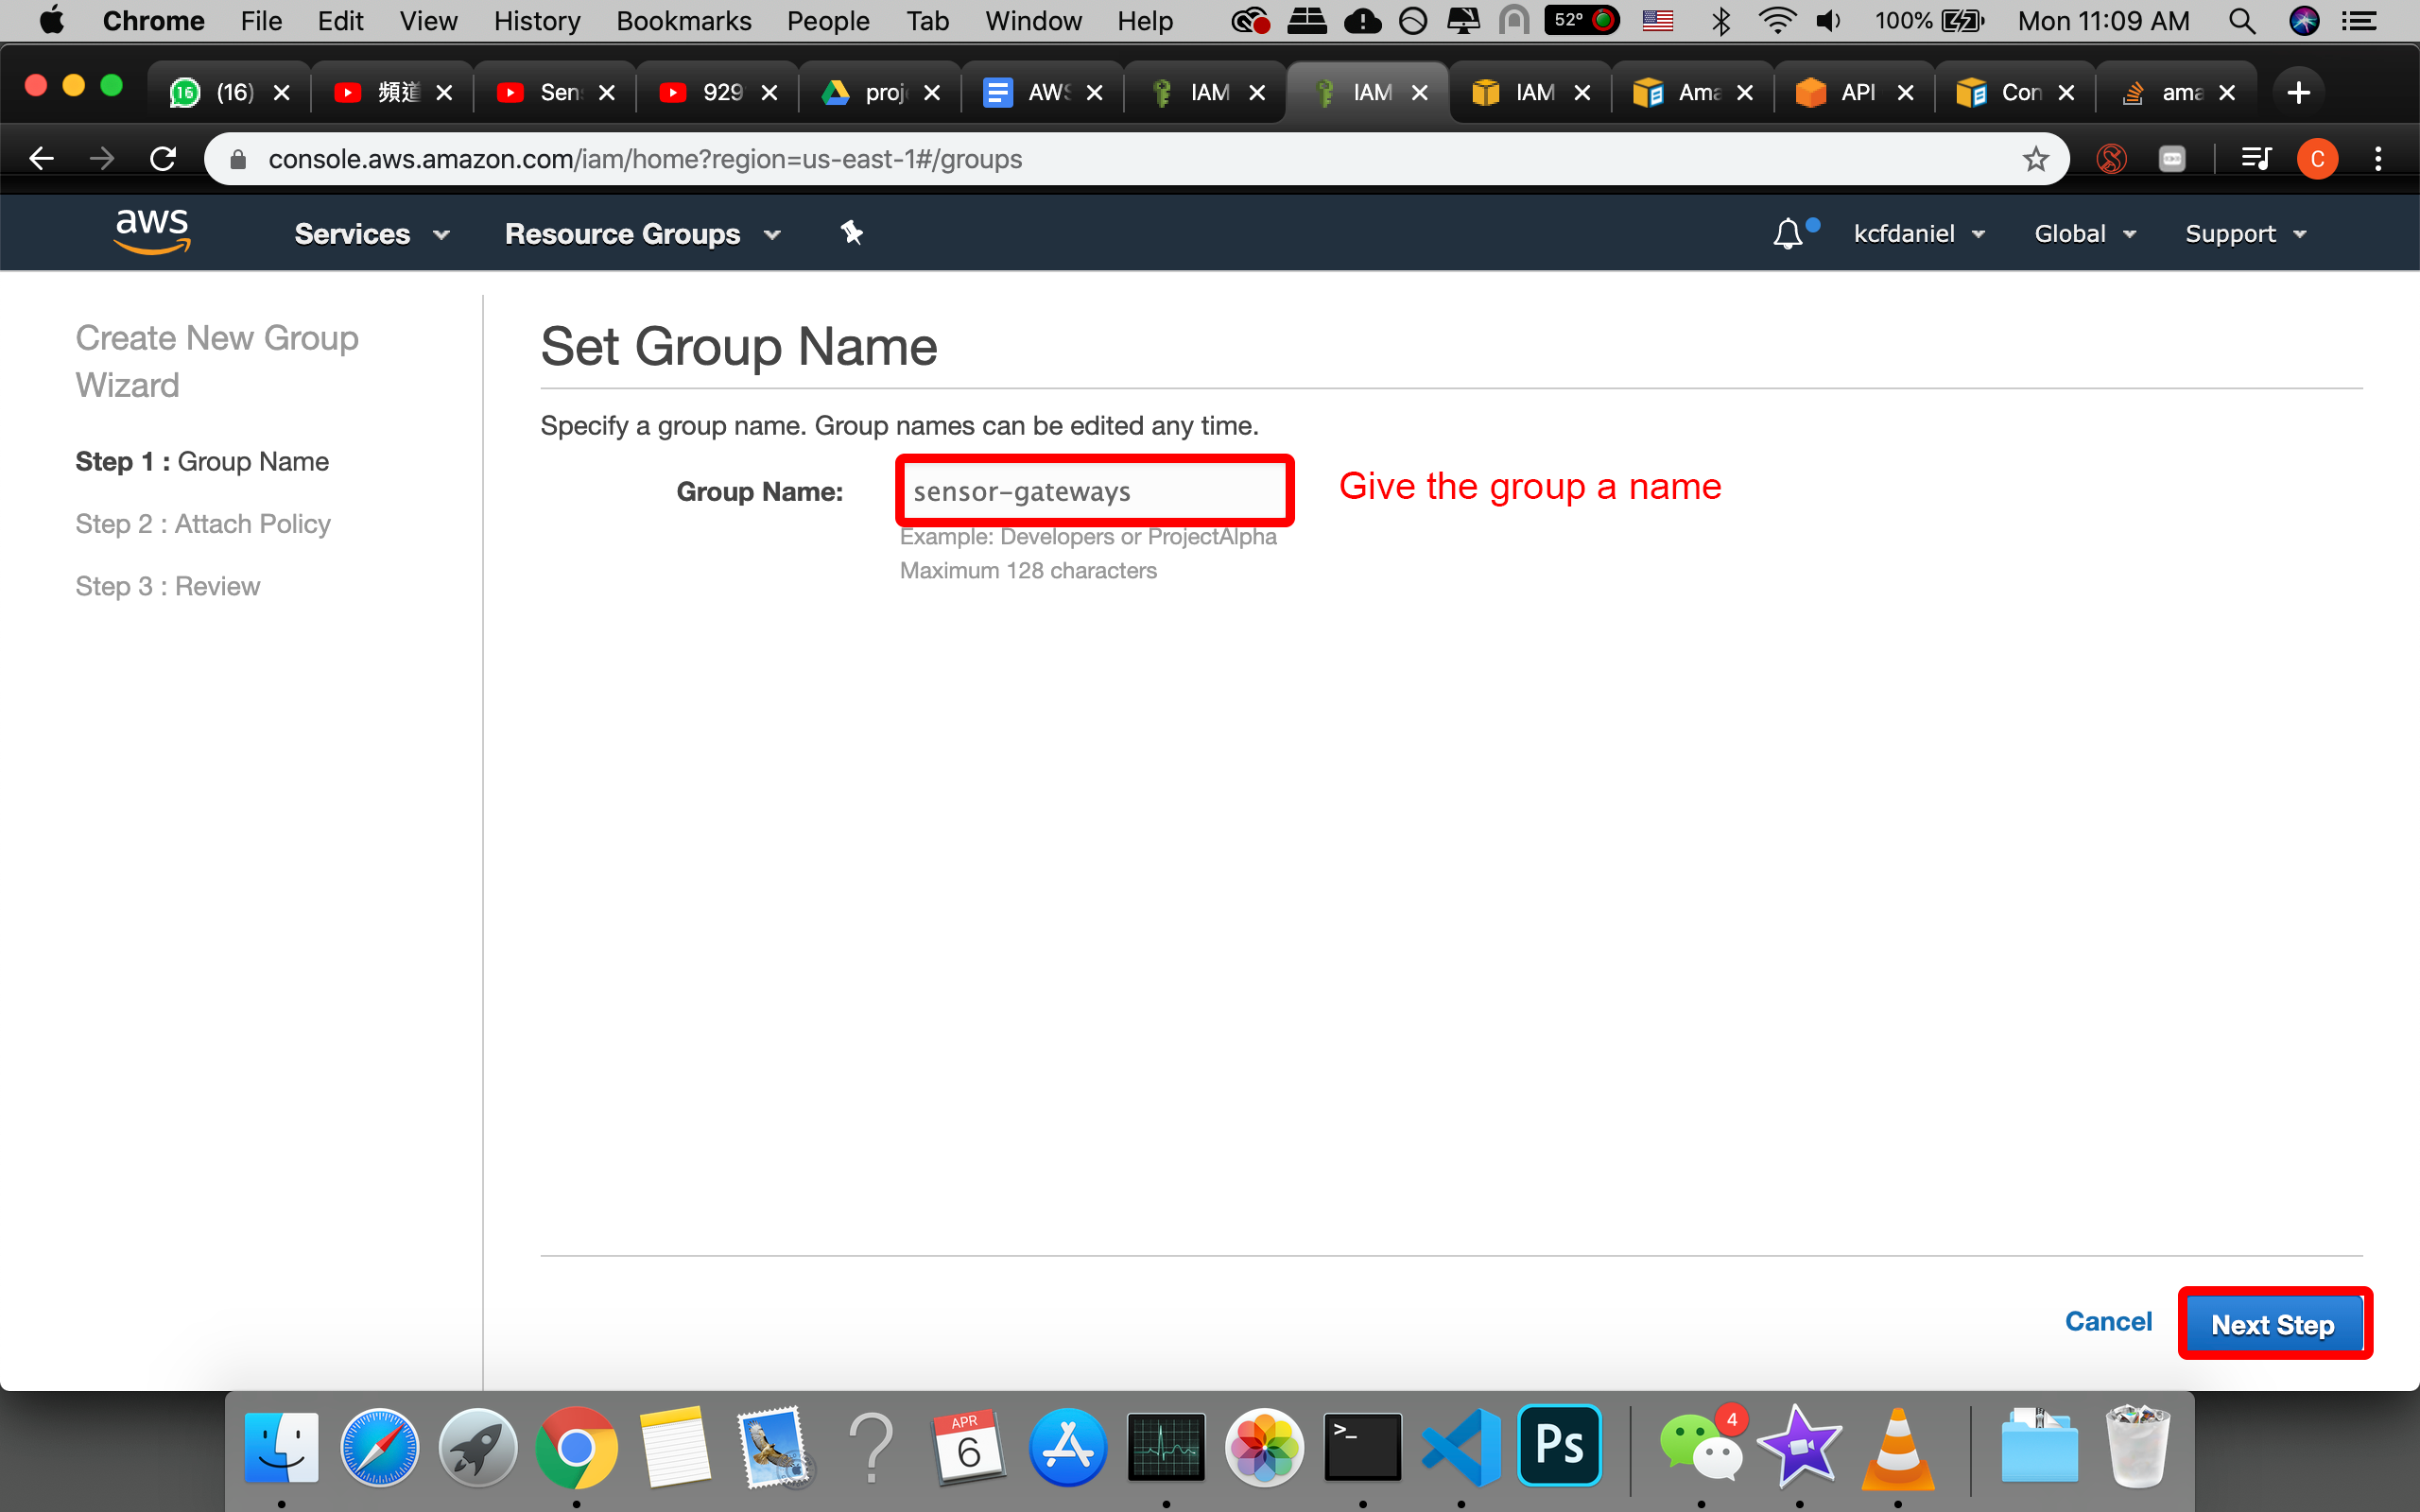 Chrome File Edit View History Bookmarks People Tab Window Help 52° 100% Mon 11:09 AM
16 (16) 頻道 Sen 929 proj AWS IAM IAM IAM Ama API Con ama
console.aws.amazon.com/iam/home?region=us-east-1#/groups C
aws Services Resource Groups kcfdaniel Global Support
Create New Group
Wizard
Step 1 : Group Name
Step 2 : Attach Policy
Step 3 : Review
Set Group Name
Specify a group name. Group names can be edited any time.
Group Name: sensor-gateways Give the group a name
Example: Developers or ProjectAlpha
Maximum 128 characters
Cancel Next Step
APR
6
>_
Ps
4